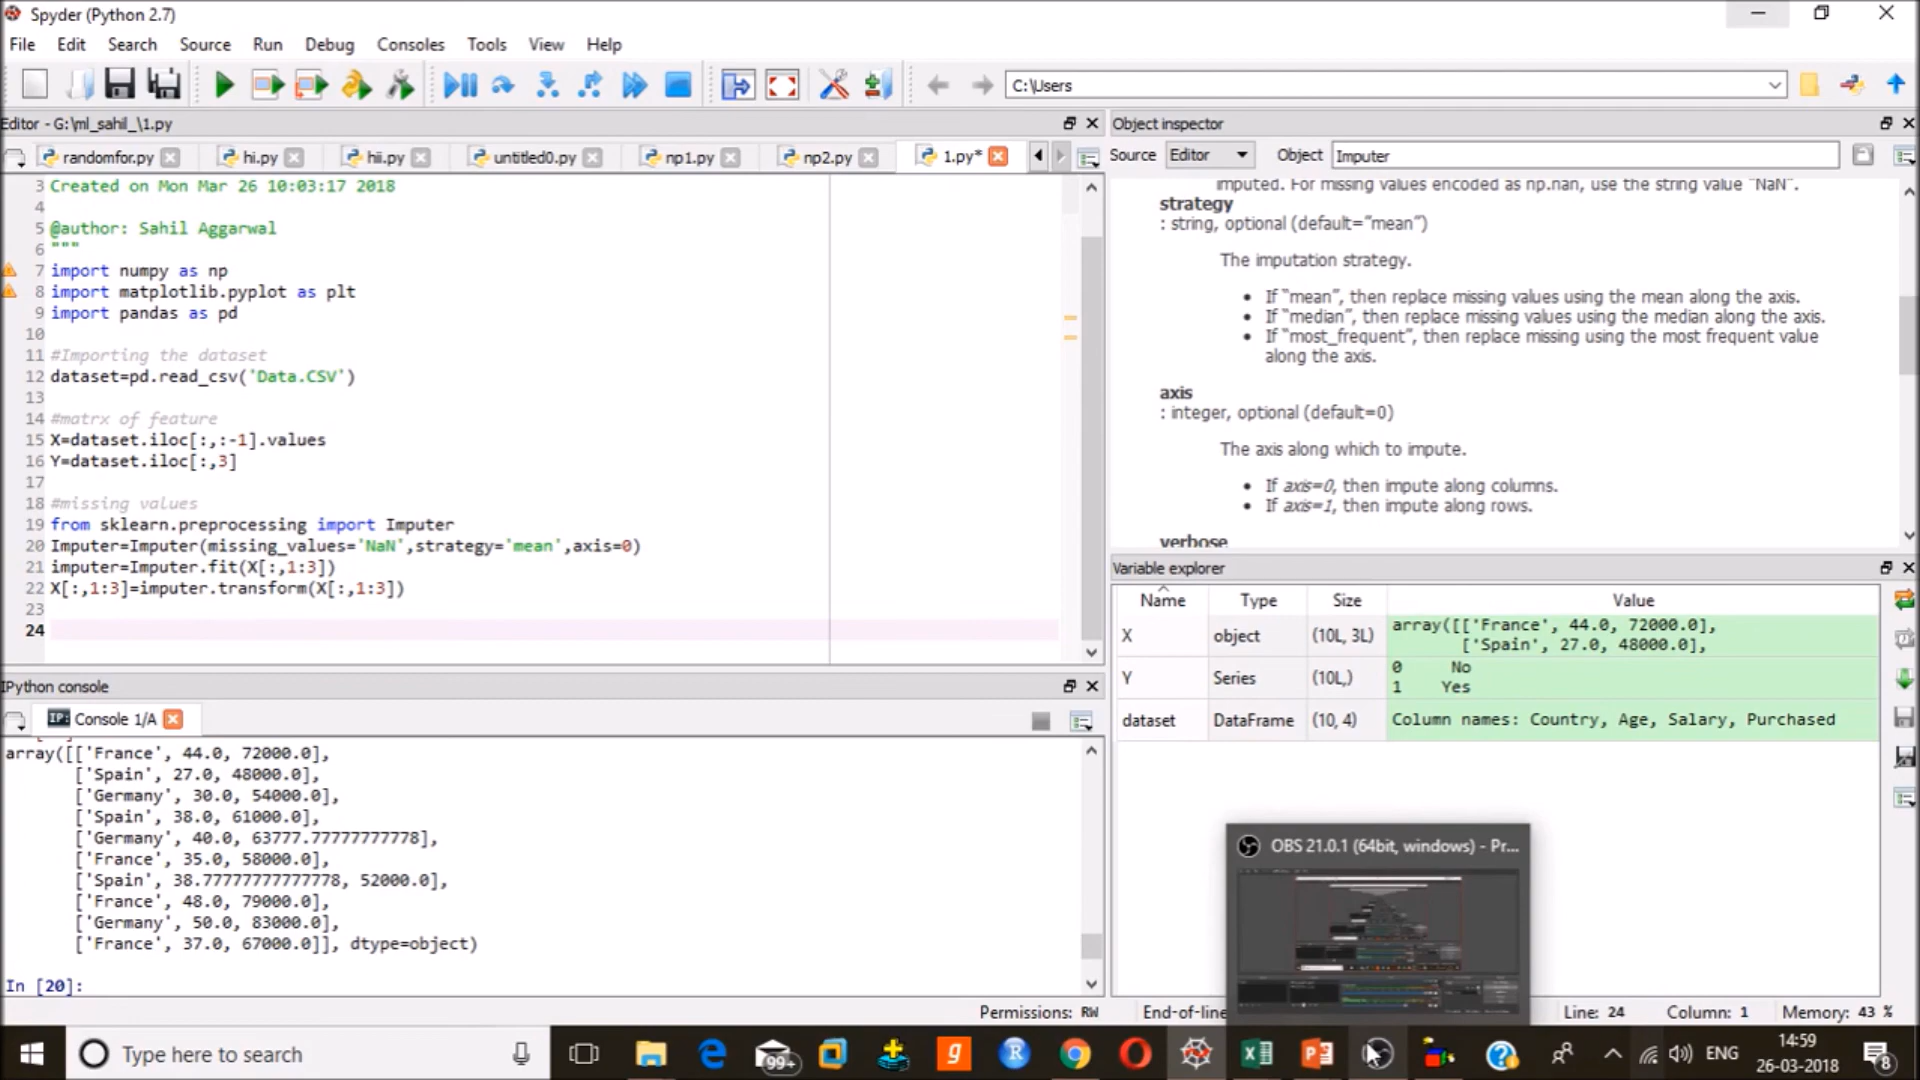 Spyder (Python 2.7)
File Edit Search Source Run Debug Consoles Tools View Help
C:\Users
Editor - G:\ml_sahil_\1.py
randomfor.py hi.py hii.py untitled0.py np1.py np2.py 1.py*
3 Created on Mon Mar 26 10:03:17 2018
4
5 @author: Sahil Aggarwal
6 """
7 import numpy as np
8 import matplotlib.pyplot as plt
9 import pandas as pd
10
11 #Importing the dataset
12 dataset=pd.read_csv('Data.CSV')
13
14 #matrx of feature
15 X=dataset.iloc[:,:-1].values
16 Y=dataset.iloc[:,3]
17
18 #missing values
19 from sklearn.preprocessing import Imputer
20 Imputer=Imputer(missing_values='NaN',strategy='mean',axis=0)
21 imputer=Imputer.fit(X[:,1:3])
22 X[:,1:3]=imputer.transform(X[:,1:3])
23
24
Object inspector
Source Editor Object Imputer
imputed. For missing values encoded as np.nan, use the string value "NaN".
strategy
: string, optional (default="mean")
The imputation strategy.
• If "mean", then replace missing values using the mean along the axis.
• If "median", then replace missing values using the median along the axis.
• If "most_frequent", then replace missing using the most frequent value
along the axis.
axis
: integer, optional (default=0)
The axis along which to impute.
• If axis=0, then impute along columns.
• If axis=1, then impute along rows.
verbose
Variable explorer
Name Type Size Value
X object (10L, 3L) array([['France', 44.0, 72000.0],
['Spain', 27.0, 48000.0],
Y Series (10L,) 0 No
1 Yes
dataset DataFrame (10, 4) Column names: Country, Age, Salary, Purchased
IPython console
IP: Console 1/A
array([['France', 44.0, 72000.0],
['Spain', 27.0, 48000.0],
['Germany', 30.0, 54000.0],
['Spain', 38.0, 61000.0],
['Germany', 40.0, 63777.77777777778],
['France', 35.0, 58000.0],
['Spain', 38.77777777777778, 52000.0],
['France', 48.0, 79000.0],
['Germany', 50.0, 83000.0],
['France', 37.0, 67000.0]], dtype=object)
In [20]:
OBS 21.0.1 (64bit, windows) - Pr...
Permissions: RW End-of-line Line: 24 Column: 1 Memory: 43 %
Type here to search
99+
g
R
ENG
14:59
26-03-2018
8